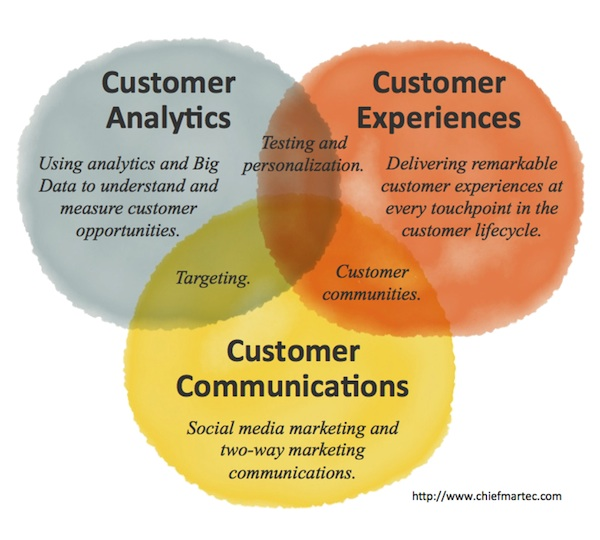 Customer
Analytics
Using analytics and Big
Data to understand and
measure customer
opportunities.
Testing and
personalization.
Customer
Experiences
Delivering remarkable
customer experiences at
every touchpoint in the
customer lifecycle.
Targeting.
Customer
communities.
Customer
Communications
Social media marketing and
two-way marketing
communications.
http://www.chiefmartec.com